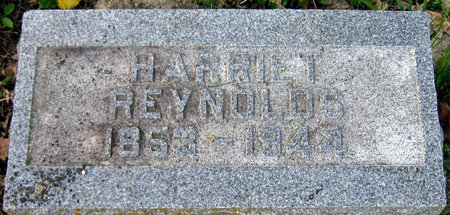 HARRIET
REYNOLDS
1853 - 1944